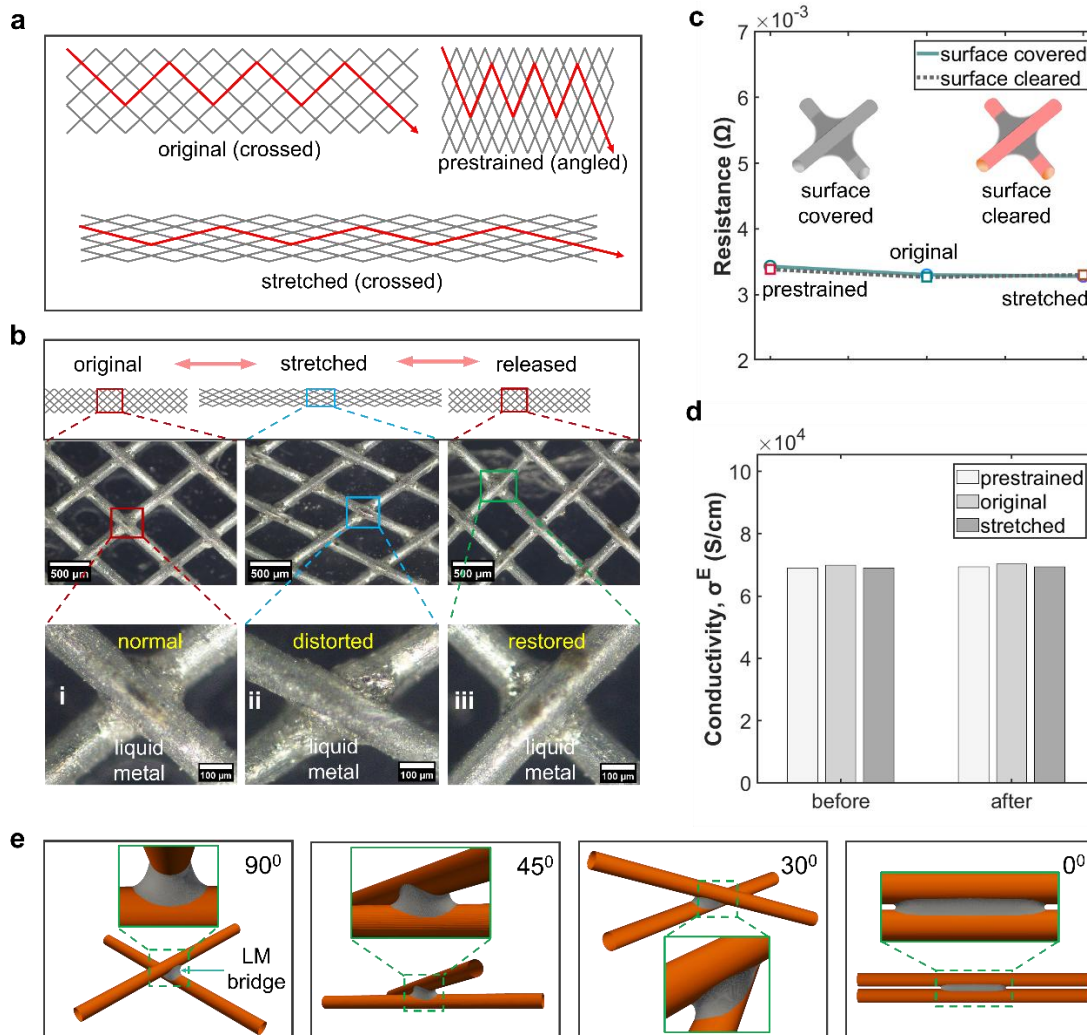 a
original (crossed)
prestrained (angled)
stretched (crossed)
b
original
stretched
released
500 µm
500 µm
500 µm
normal
distorted
restored
i
ii
iii
liquid
metal
liquid
metal
liquid
metal
100 µm
100 µm
100 µm
c
×10⁻³
7
6
5
4
3
2
Resistance (Ω)
surface covered
surface cleared
surface
covered
surface
cleared
original
prestrained
stretched
d
×10⁴
10
8
6
4
2
0
Conductivity, σᴱ (S/cm)
prestrained
original
stretched
before
after
e
90⁰
LM
bridge
45⁰
30⁰
0⁰